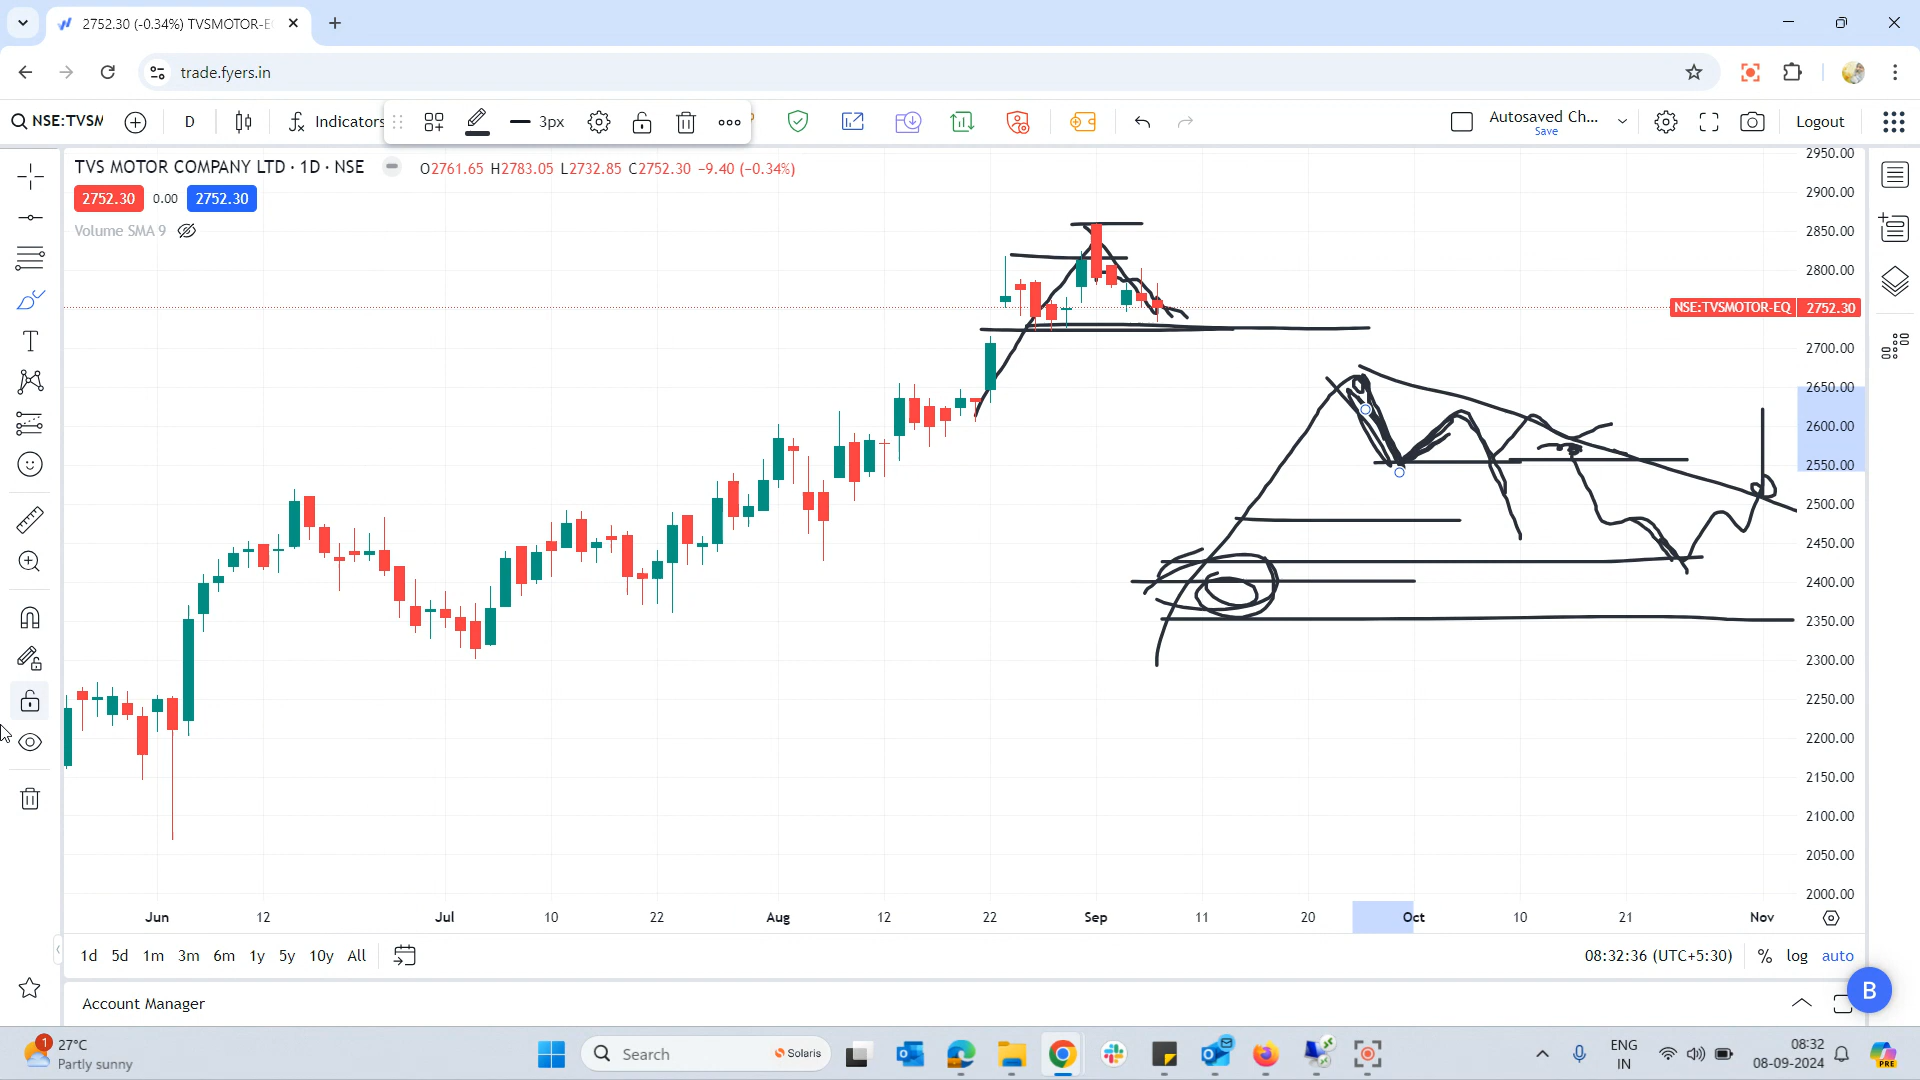 2752.30 (-0.34%) TVSMOTOR-E
trade.fyers.in
NSE:TVSM
D
Indicators
3px
Autosaved Ch...
Save
Logout
TVS MOTOR COMPANY LTD · 1D · NSE
O2761.65 H2783.05 L2732.85 C2752.30 −9.40 (−0.34%)
2752.30 0.00 2752.30
Volume SMA 9
2950.00
2900.00
2850.00
2800.00
NSE:TVSMOTOR-EQ 2752.30
2700.00
2650.00
2600.00
2550.00
2500.00
2450.00
2400.00
2350.00
2300.00
2250.00
2200.00
2150.00
2100.00
2050.00
2000.00
Jun 12 Jul 10 22 Aug 12 22 Sep 11 20 Oct 10 21 Nov
1d 5d 1m 3m 6m 1y 5y 10y All
08:32:36 (UTC+5:30) % log auto
B
Account Manager
1
27°C
Partly sunny
Search
Solaris
ENG
IN
08:32
08-09-2024
PRE